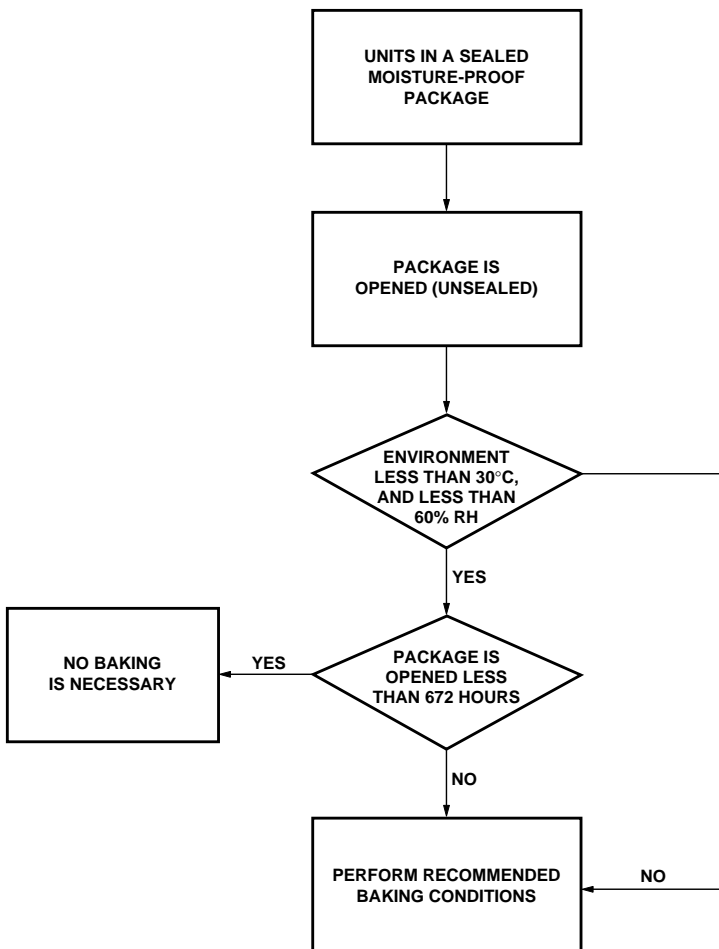 UNITS IN A SEALED
MOISTURE-PROOF
PACKAGE
PACKAGE IS
OPENED (UNSEALED)
ENVIRONMENT
LESS THAN 30°C,
AND LESS THAN
60% RH
YES
NO BAKING
IS NECESSARY
YES
PACKAGE IS
OPENED LESS
THAN 672 HOURS
NO
PERFORM RECOMMENDED
BAKING CONDITIONS
NO